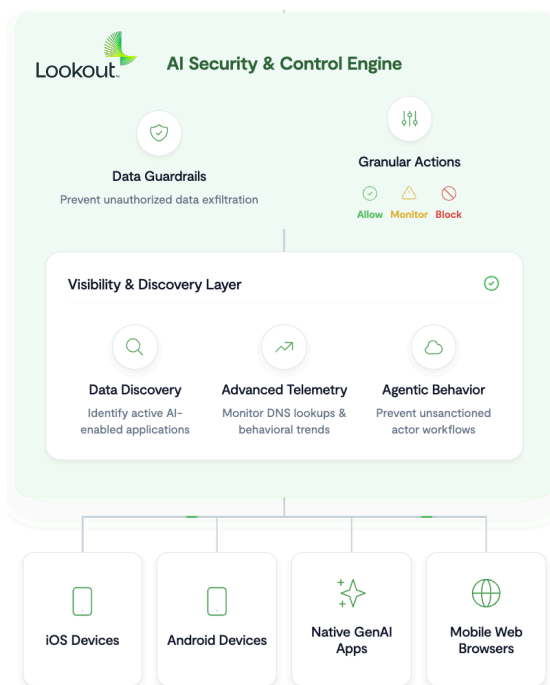 Lookout™
AI Security & Control Engine
Data Guardrails
Prevent unauthorized data exfiltration
Granular Actions
Allow Monitor Block
Visibility & Discovery Layer
Data Discovery
Identify active AI-
enabled applications
Advanced Telemetry
Monitor DNS lookups &
behavioral trends
Agentic Behavior
Prevent unsanctioned
actor workflows
iOS Devices
Android Devices
Native GenAI
Apps
Mobile Web
Browsers